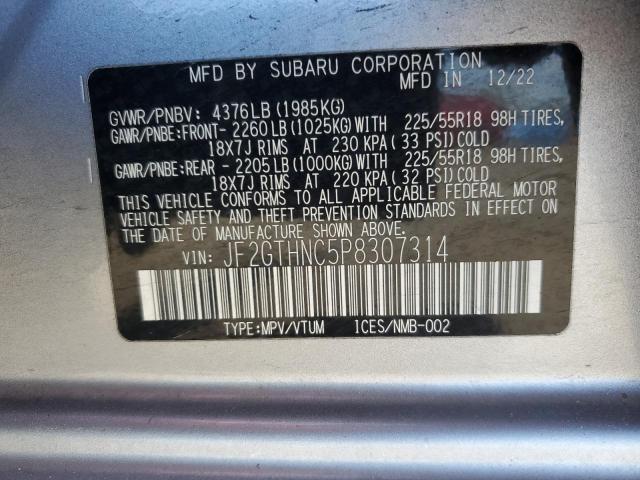 MFD BY SUBARU CORPORATION
MFD IN 12/22
GVWR/PNBV: 4376LB(1985KG)
GAWR/PNBE:FRONT- 2260LB(1025KG)WITH 225/55R18 98H TIRES,
18X7J RIMS AT 230 KPA(33 PSI)COLD
GAWR/PNBE:REAR - 2205LB(1000KG)WITH 225/55R18 98H TIRES,
18X7J RIMS AT 220 KPA(32 PSI)COLD
THIS VEHICLE CONFORMS TO ALL APPLICABLE FEDERAL MOTOR
VEHICLE SAFETY AND THEFT PREVENTION STANDARDS IN EFFECT ON
THE DATE OF MANUFACTURE SHOWN ABOVE.
VIN: JF2GTHNC5P8307314
TYPE:MPV/VTUM ICES/NMB-002